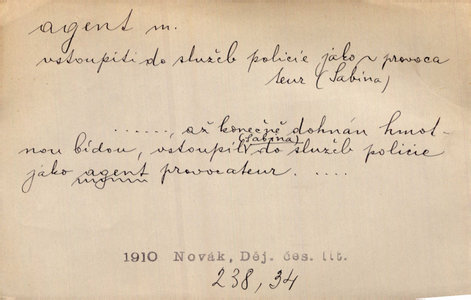 agent m.
vstoupiti do služeb policie jako ~ provoca
teur (Sabina)
......, až konečně dohnán hmot-
(Sabina)
nou bídou, vstoupil do služeb policie
jako agent provocateur. ....
1910 Novák, Děj. čes. lit.
238, 34